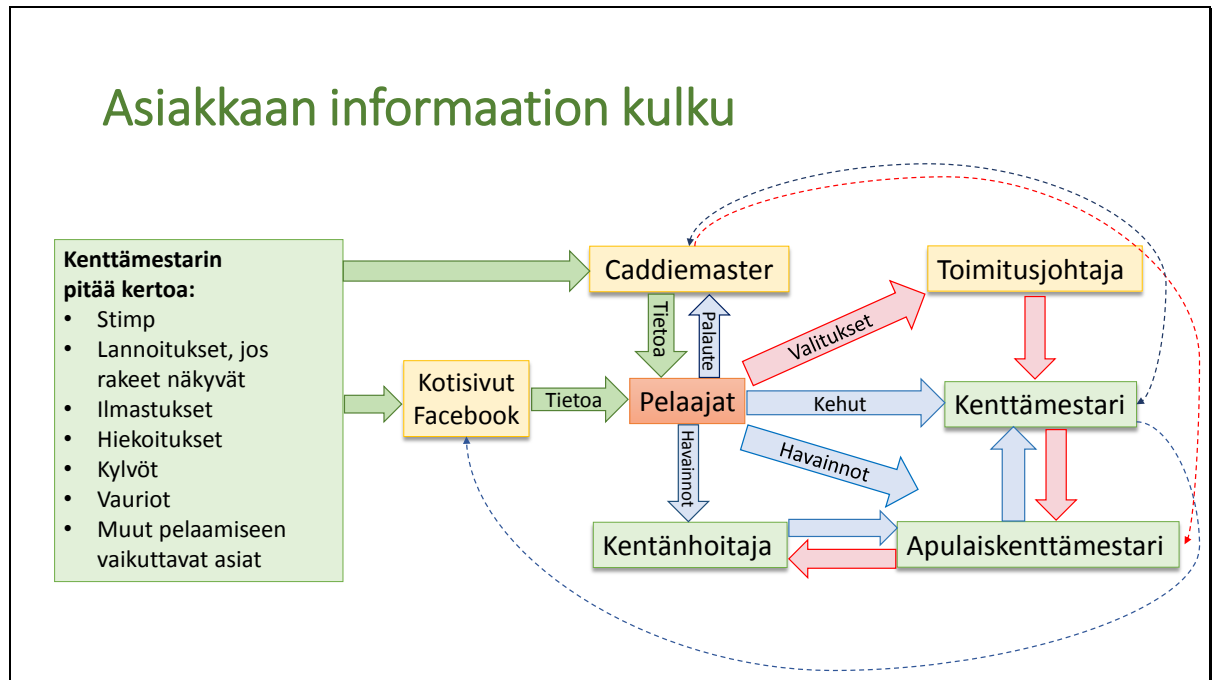 Asiakkaan informaation kulku
Kenttämestarin
pitää kertoa:
• Stimp
• Lannoitukset, jos
rakeet näkyvät
• Ilmastukset
• Hiekoitukset
• Kylvöt
• Vauriot
• Muut pelaamiseen
vaikuttavat asiat
Caddiemaster
Toimitusjohtaja
Tietoa
Palaute
Valitukset
Kotisivut
Facebook
Tietoa
Pelaajat
Kehut
Kenttämestari
Havainnot
Havainnot
Kentänhoitaja
Apulaiskenttämestari